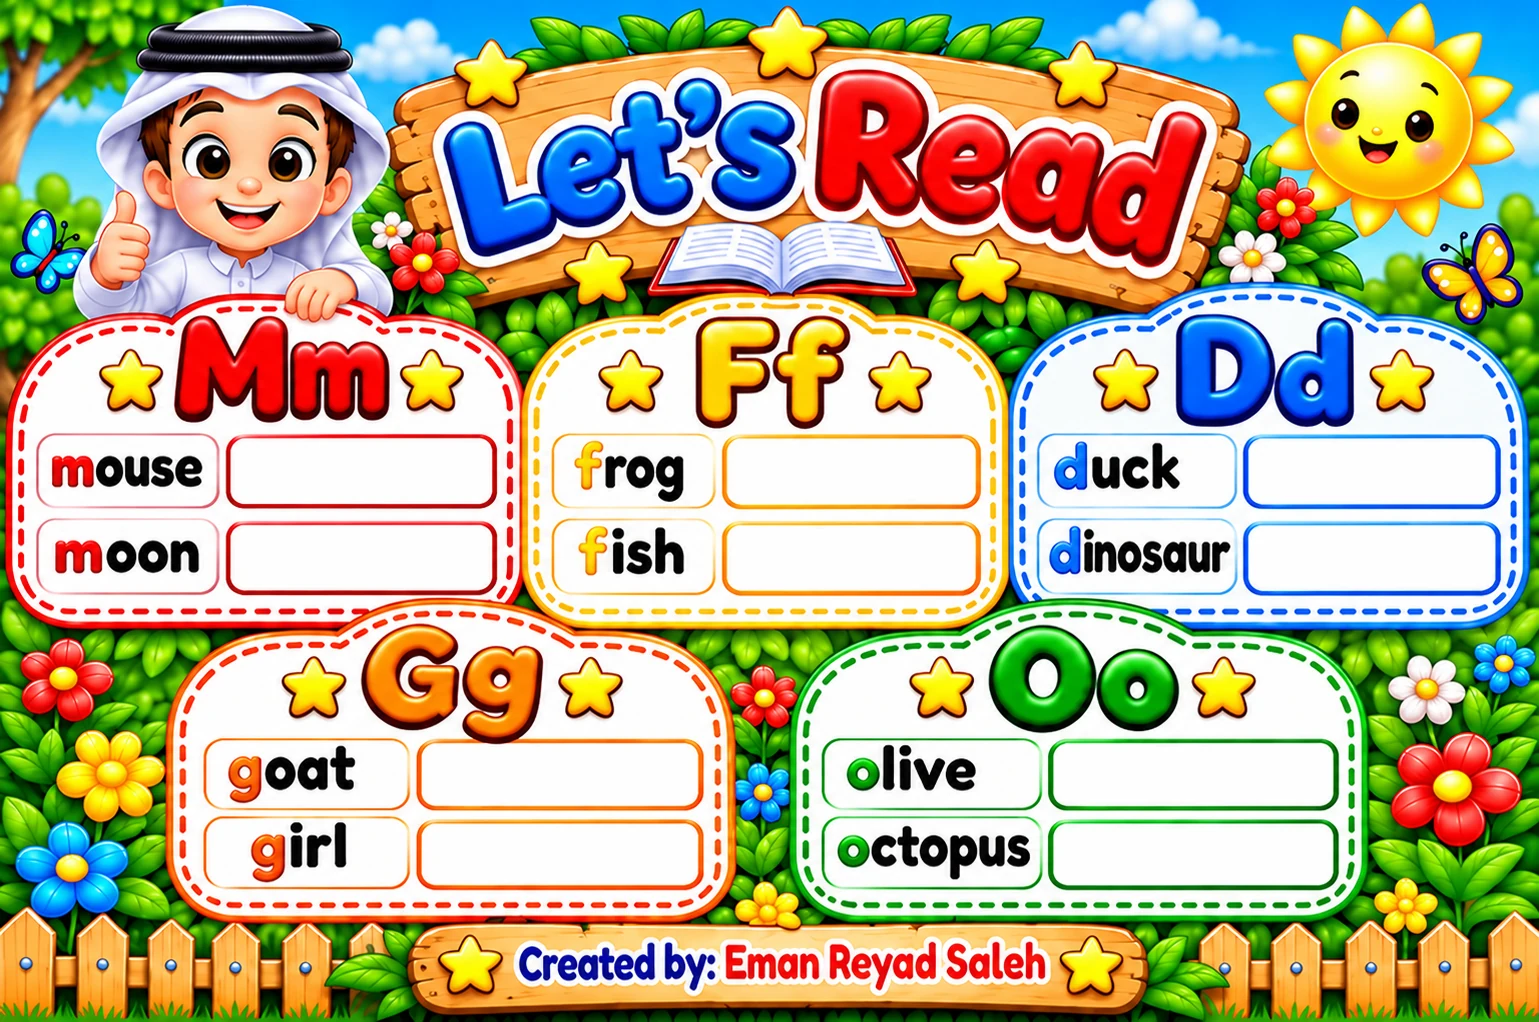 Let's Read
Mm
mouse
moon
Ff
frog
fish
Dd
duck
dinosaur
Gg
goat
girl
Oo
olive
octopus
Created by: Eman Reyad Saleh